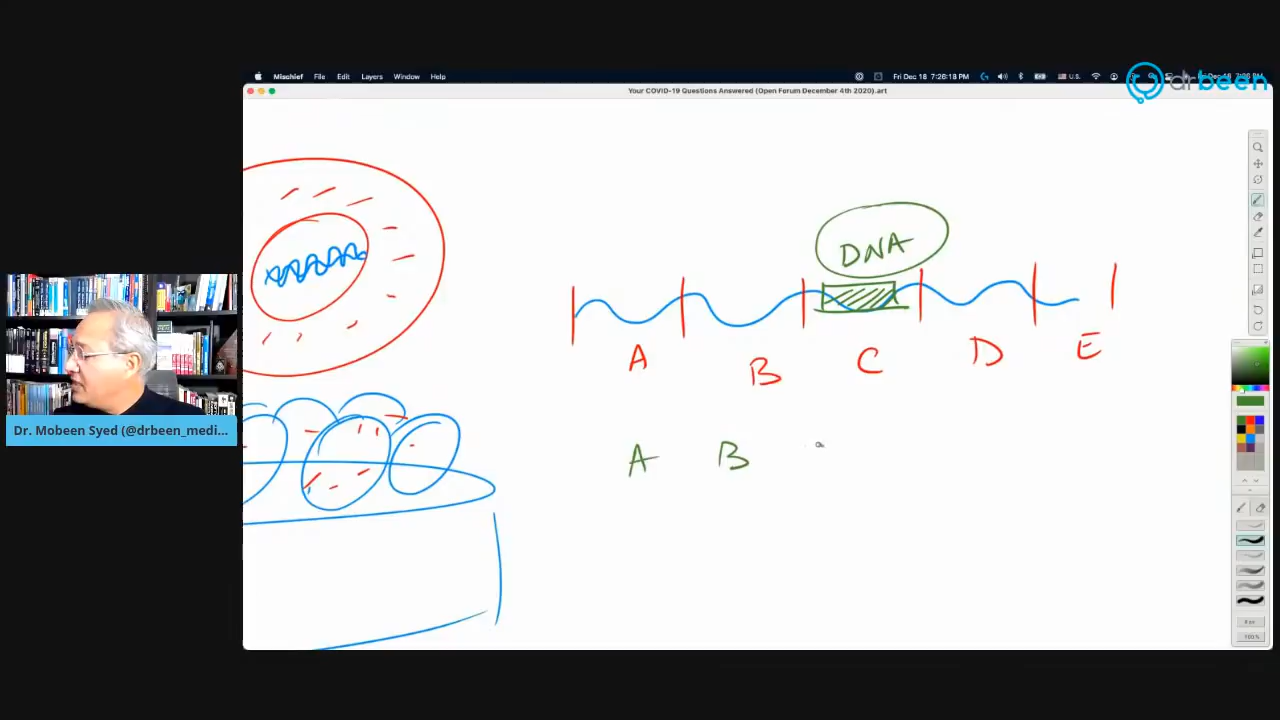 Mischief File Edit Layers Window Help
U.S.
Fri Dec 18 7:26:18 PM
drbeen
Your COVID-19 Questions Answered (Open Forum December 4th 2020).art
DNA
A B C D E
A B
Dr. Mobeen Syed (@drbeen_medi...
100%